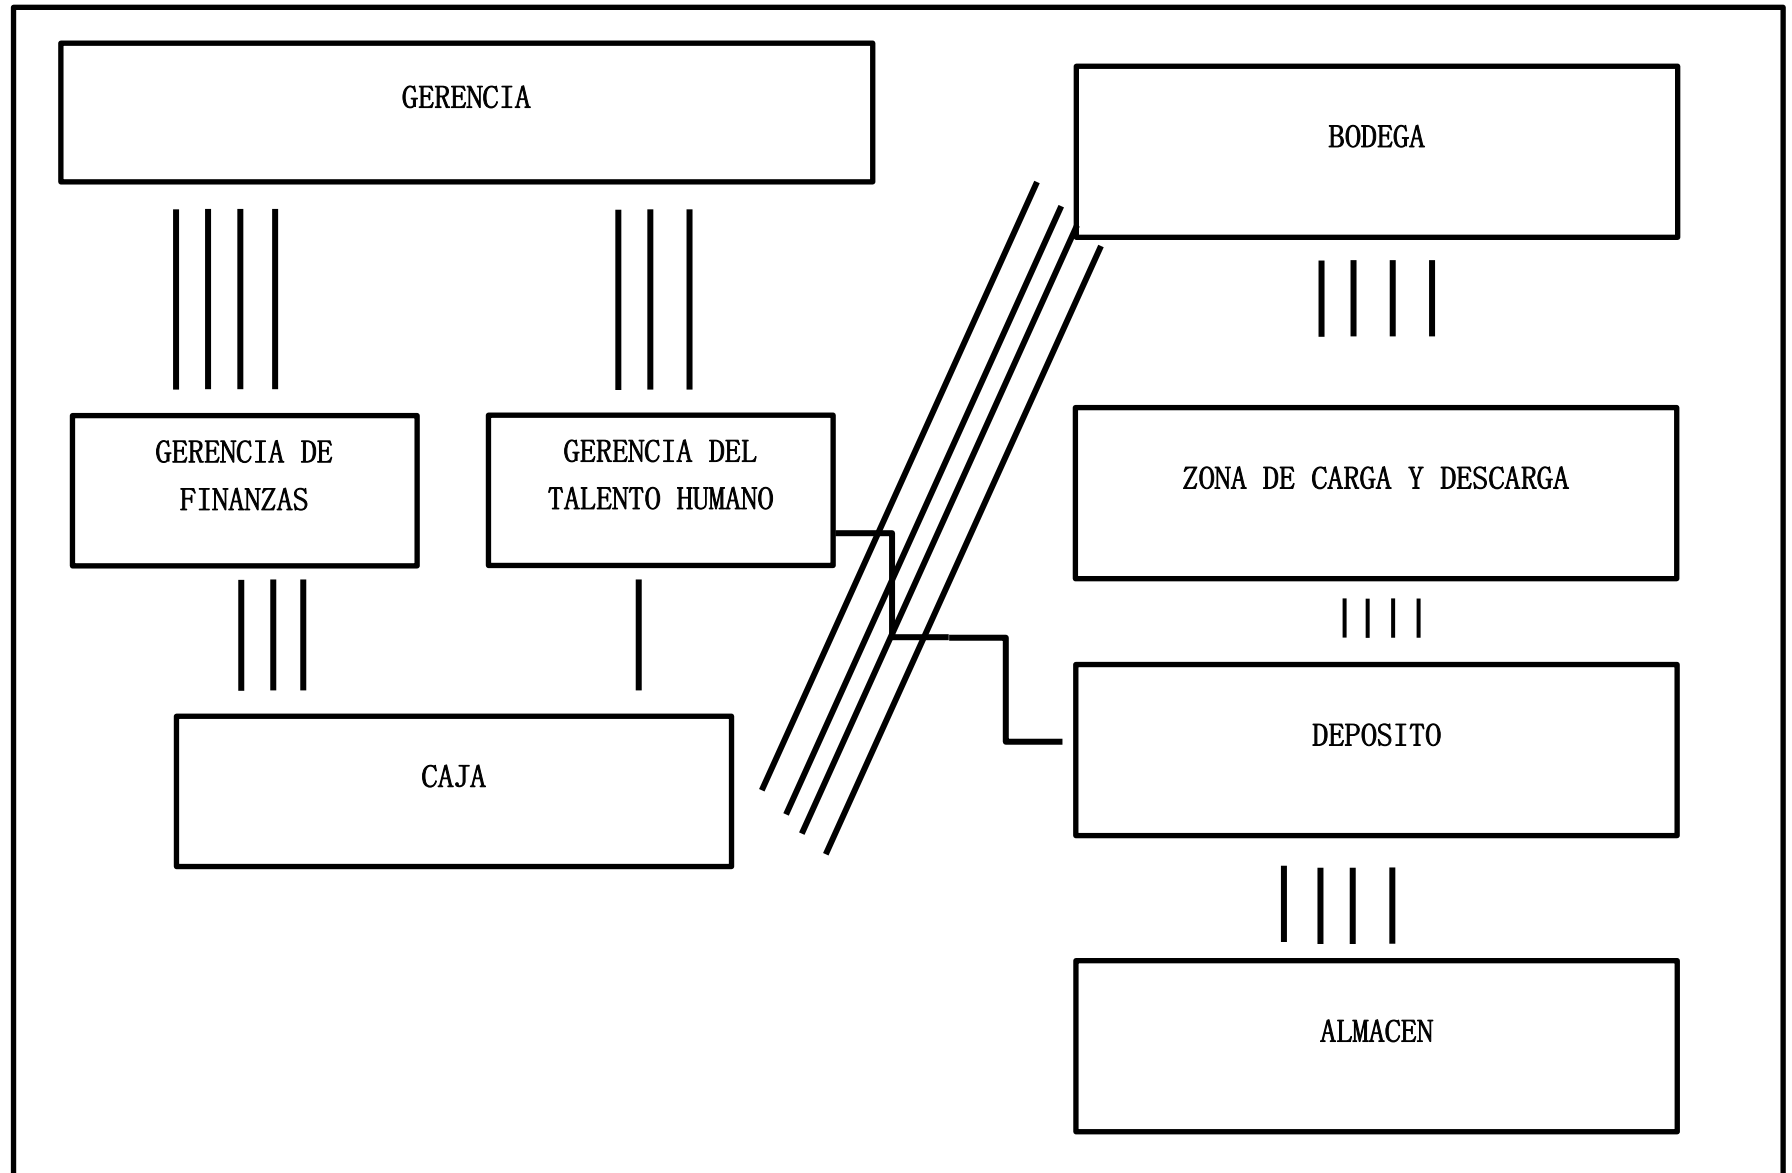 GERENCIA
BODEGA
GERENCIA DE
FINANZAS
GERENCIA DEL
TALENTO HUMANO
ZONA DE CARGA Y DESCARGA
CAJA
DEPOSITO
ALMACEN